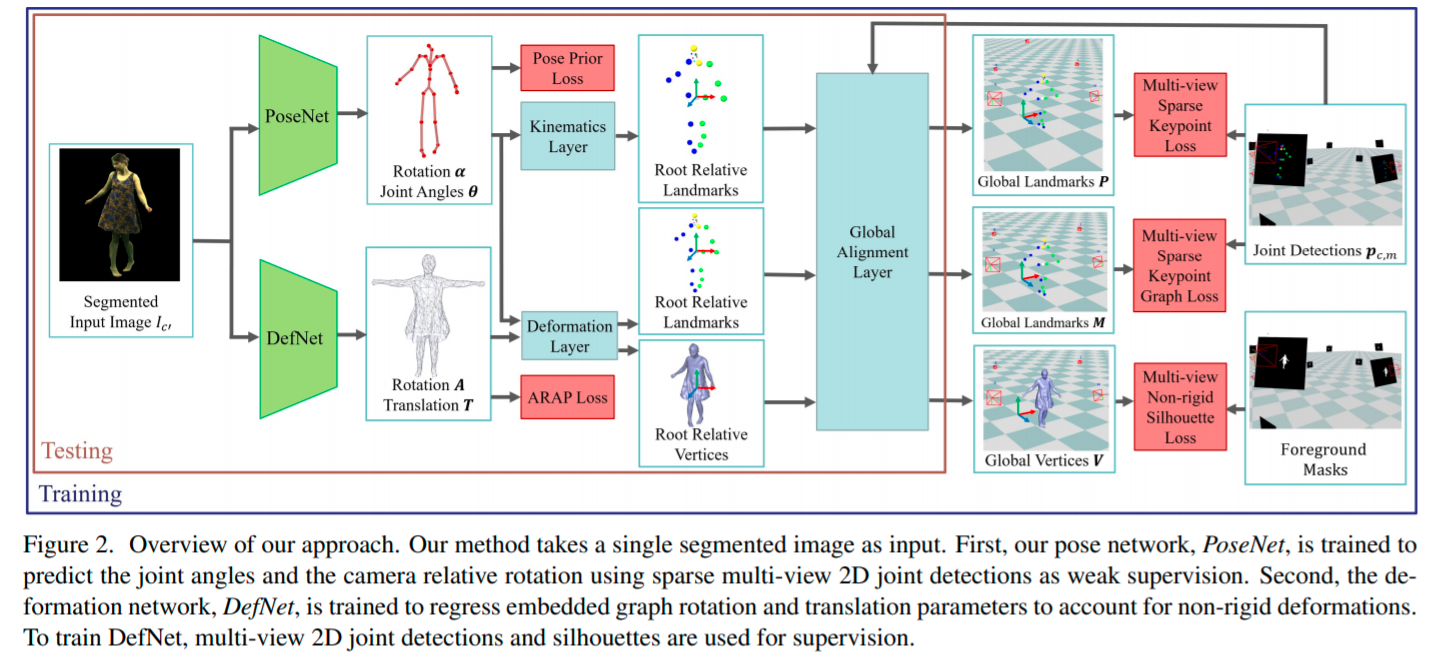 PoseNet
Rotation α
Joint Angles θ
Pose Prior
Loss
Kinematics
Layer
Root Relative
Landmarks
Segmented
Input Image I_{c'}
DefNet
Rotation A
Translation T
Deformation
Layer
ARAP Loss
Root Relative
Landmarks
Root Relative
Vertices
Global
Alignment
Layer
Global Landmarks P
Multi-view
Sparse
Keypoint
Loss
Joint Detections p_{c,m}
Global Landmarks M
Multi-view
Sparse
Keypoint
Graph Loss
Global Vertices V
Multi-view
Non-rigid
Silhouette
Loss
Foreground
Masks
Testing
Training
Figure 2. Overview of our approach. Our method takes a single segmented image as input. First, our pose network, PoseNet, is trained to
predict the joint angles and the camera relative rotation using sparse multi-view 2D joint detections as weak supervision. Second, the de-
formation network, DefNet, is trained to regress embedded graph rotation and translation parameters to account for non-rigid deformations.
To train DefNet, multi-view 2D joint detections and silhouettes are used for supervision.